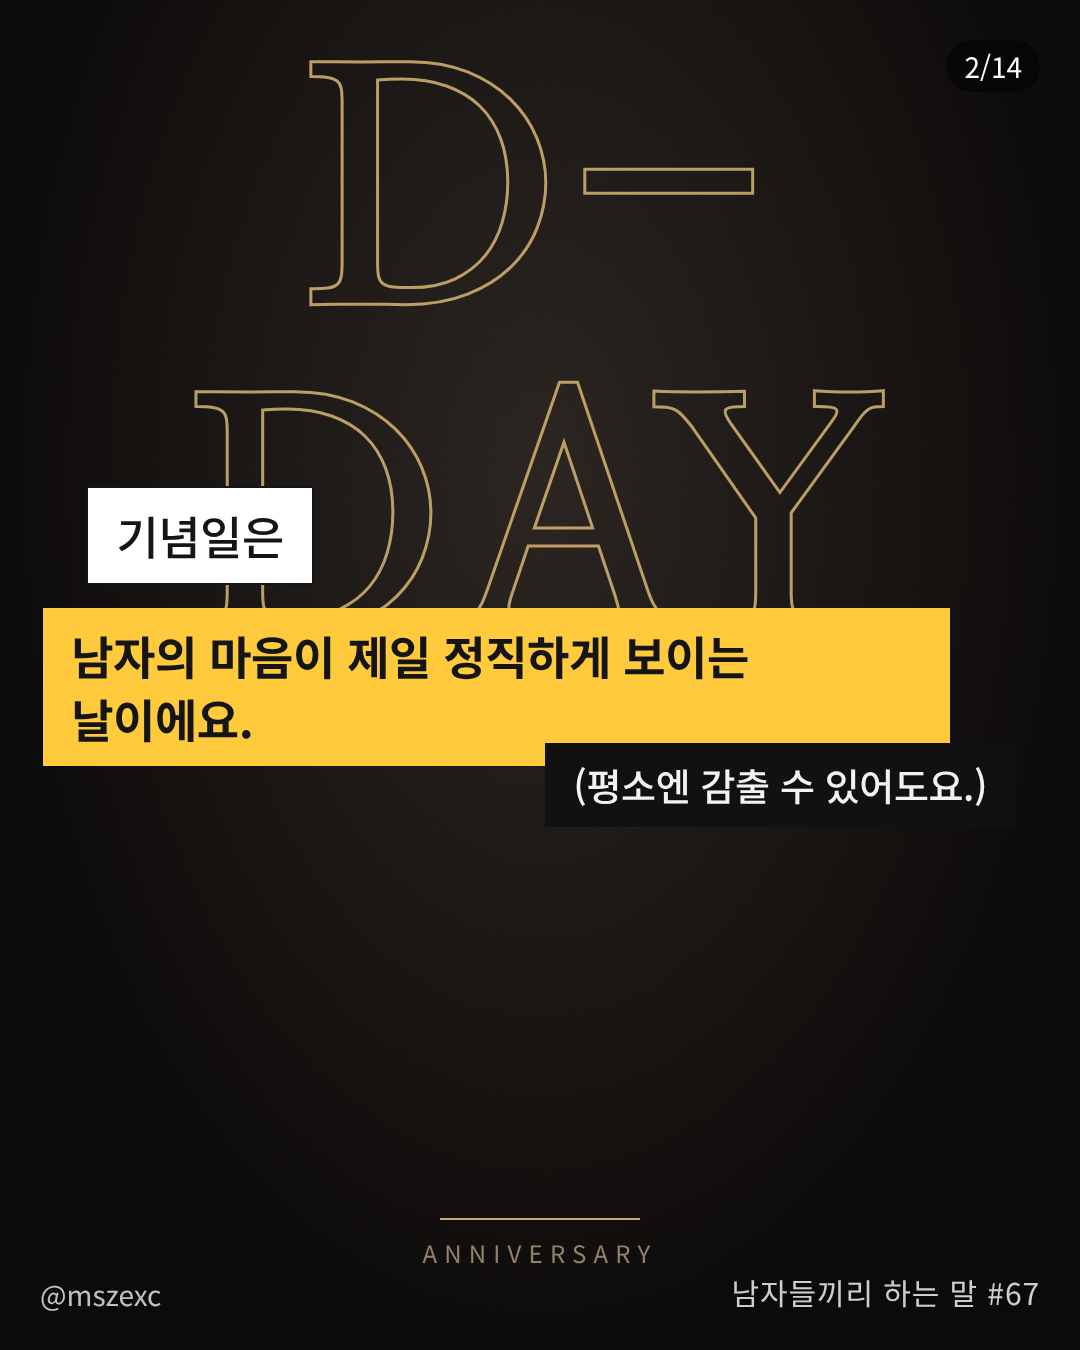 2/14
D-
DAY
기념일은
남자의 마음이 제일 정직하게 보이는
날이에요.
(평소엔 감출 수 있어도요.)
ANNIVERSARY
@mszexc
남자들끼리 하는 말 #67